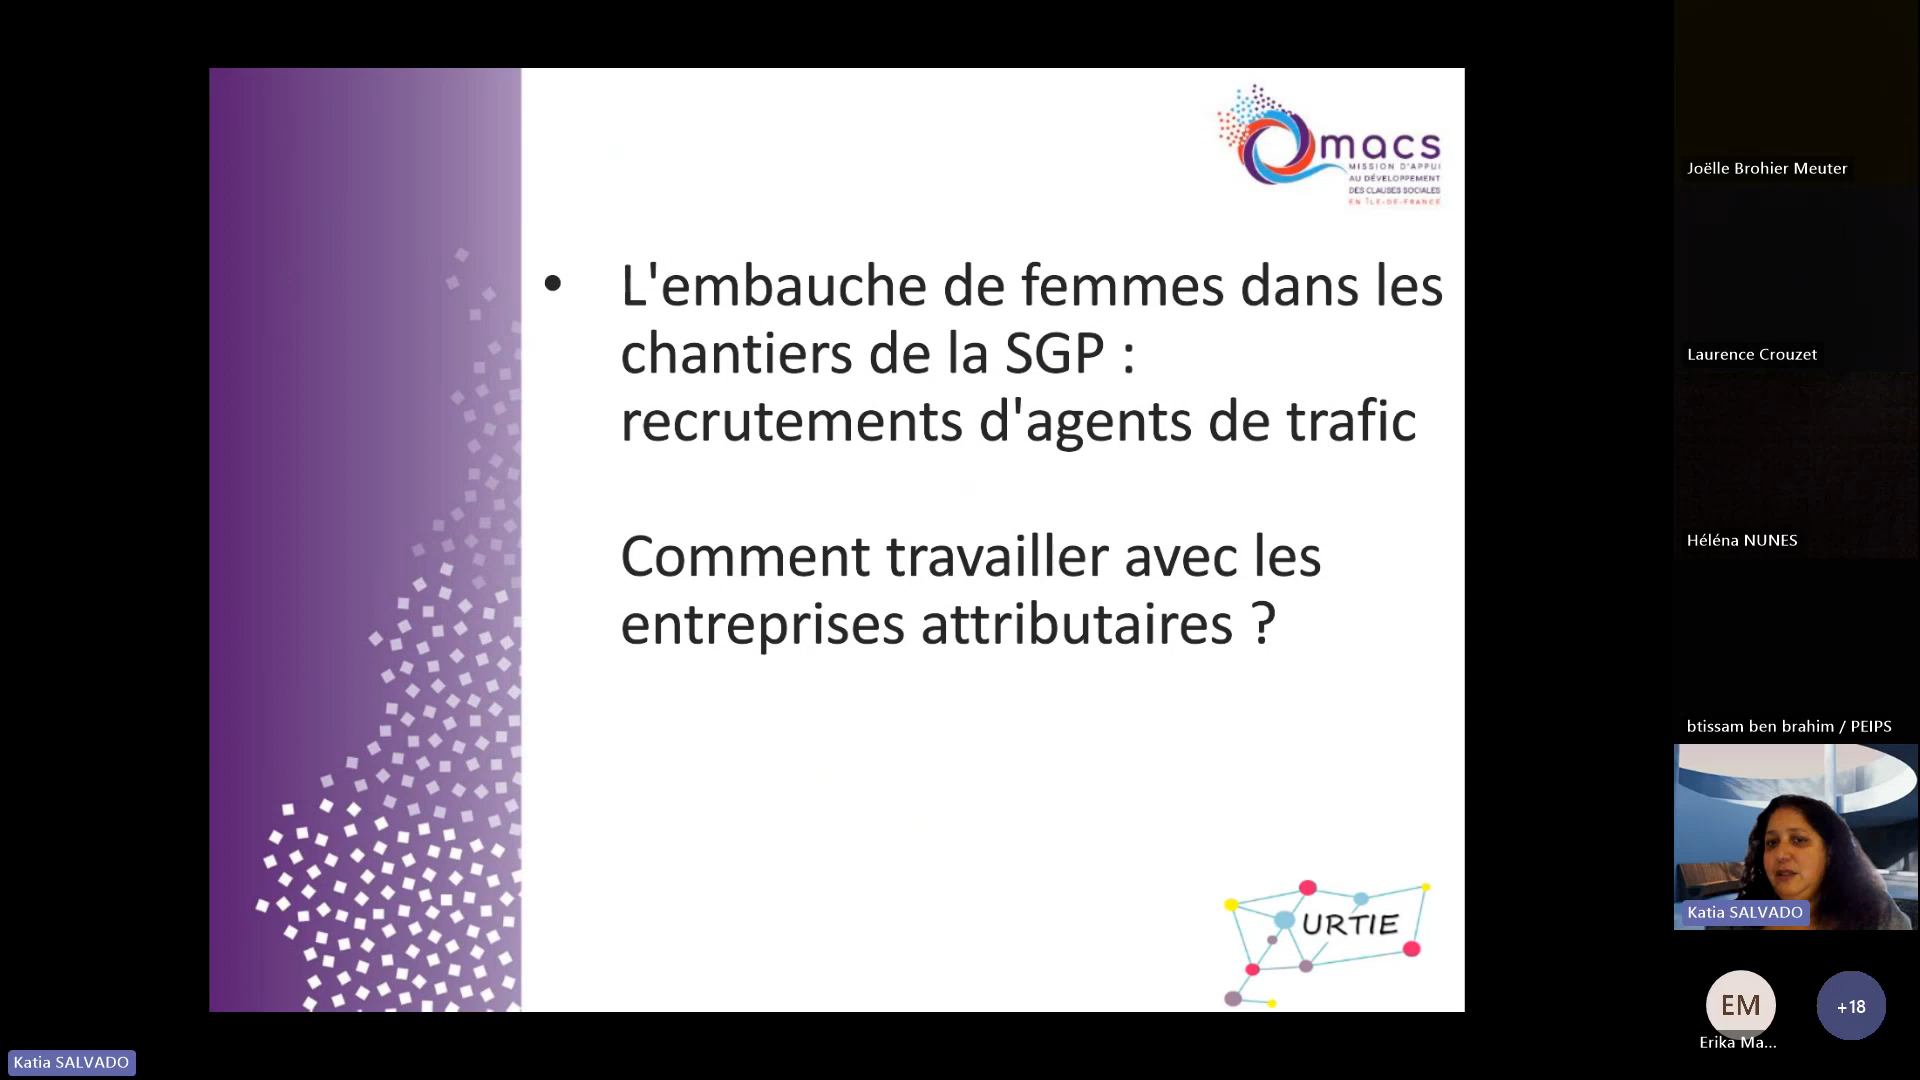 macs
MISSION D'APPUI
AU DÉVELOPPEMENT
DES CLAUSES SOCIALES
EN ÎLE-DE-FRANCE
• L'embauche de femmes dans les
chantiers de la SGP :
recrutements d'agents de trafic
Comment travailler avec les
entreprises attributaires ?
URTIE
Joëlle Brohier Meuter
Laurence Crouzet
Héléna NUNES
btissam ben brahim / PEIPS
Katia SALVADO
EM
+18
Erika Ma...
Katia SALVADO